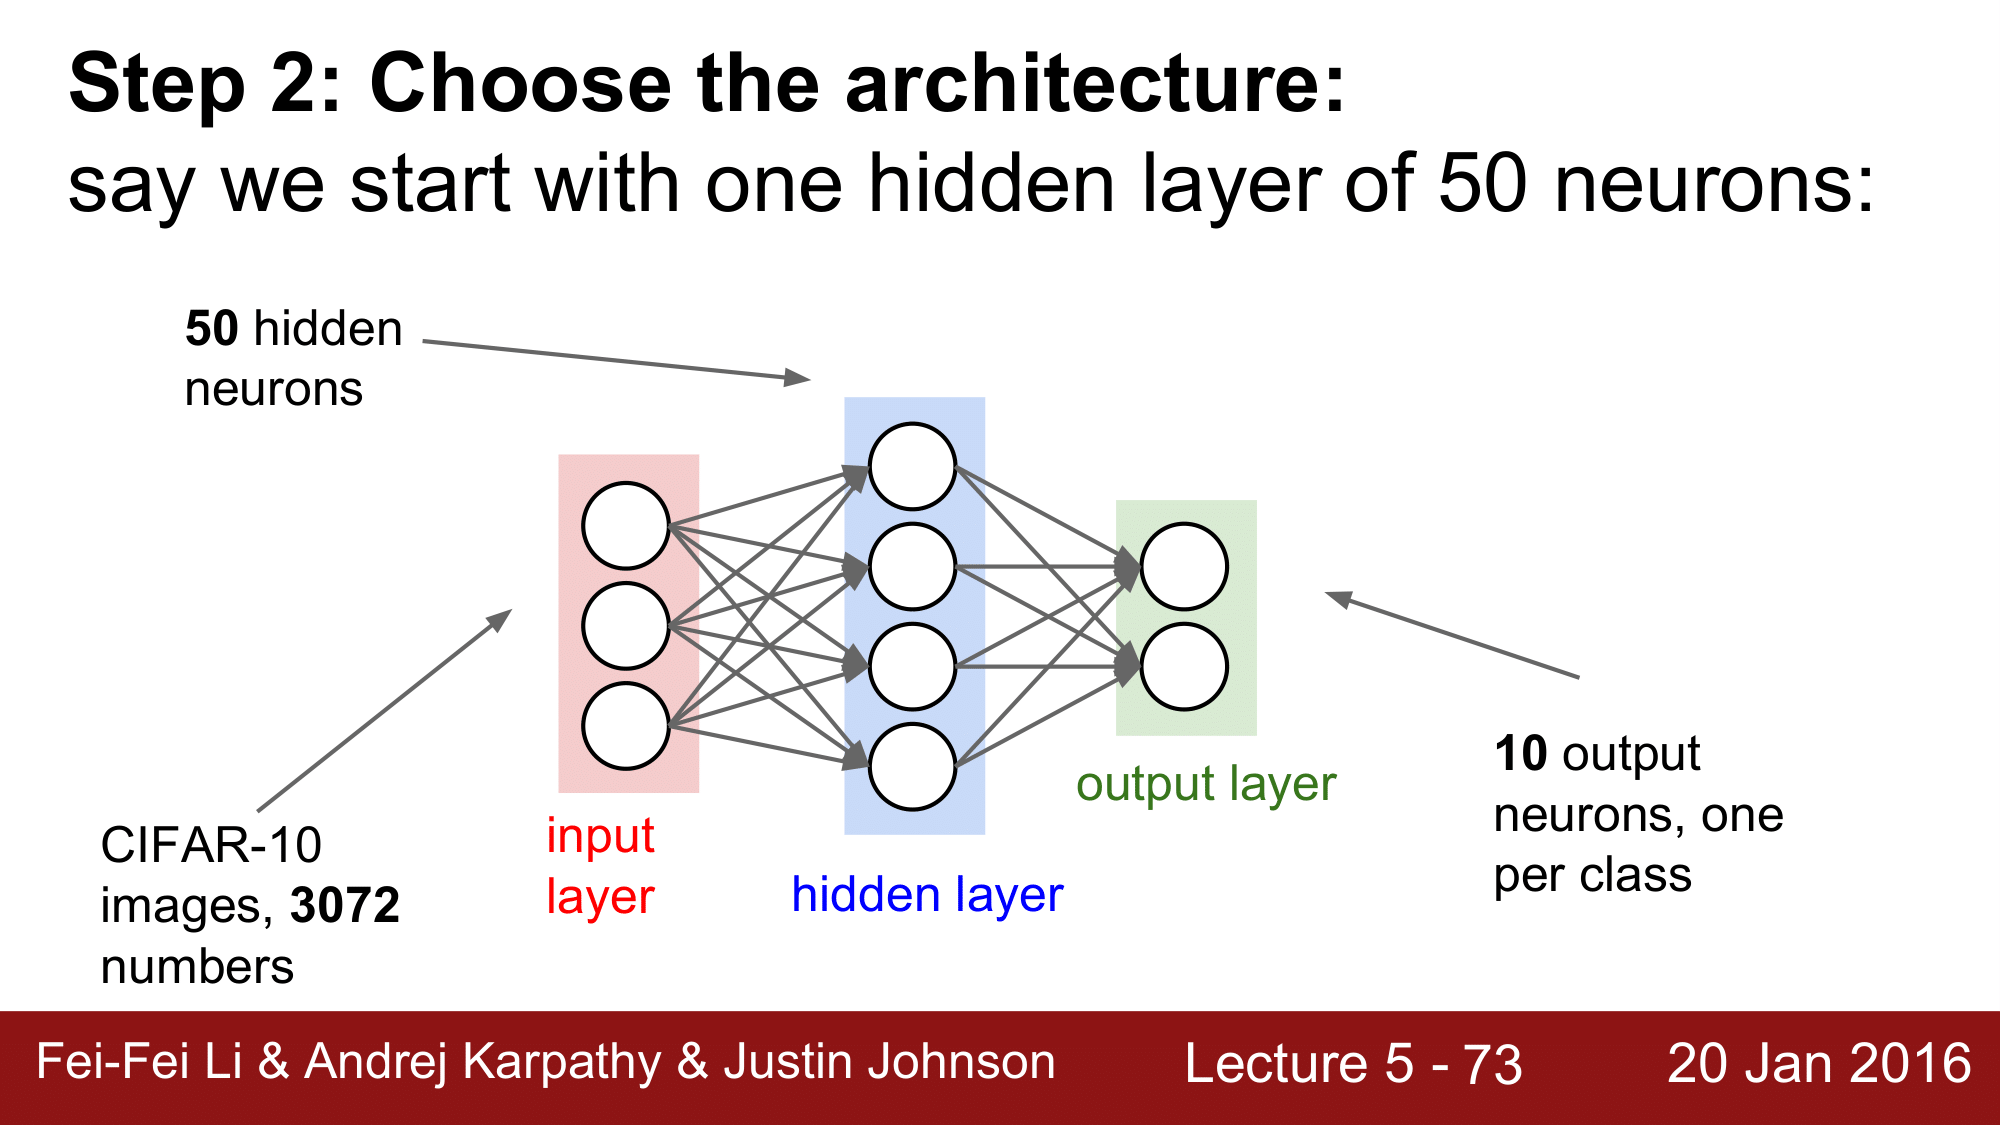 Step 2: Choose the architecture:
say we start with one hidden layer of 50 neurons:
50 hidden
neurons
CIFAR-10
images, 3072
numbers
input
layer
hidden layer
output layer
10 output
neurons, one
per class
Fei-Fei Li & Andrej Karpathy & Justin Johnson
Lecture 5 - 73
20 Jan 2016